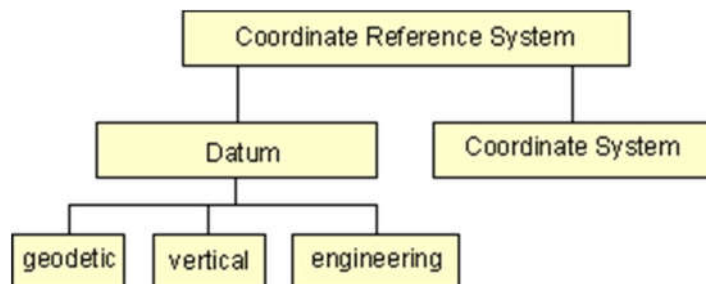 Coordinate Reference System
Datum
Coordinate System
geodetic
vertical
engineering